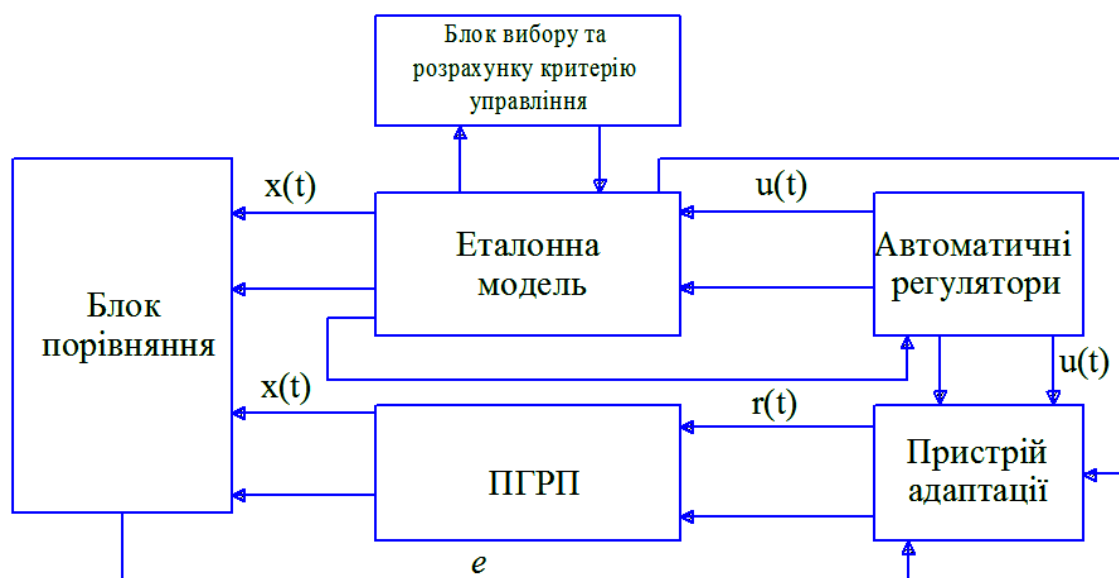 Блок вибору та
розрахунку критерію
управління
x(t)
u(t)
Еталонна
модель
Автоматичні
регулятори
Блок
порівняння
u(t)
x(t)
r(t)
ПГРП
Пристрій
адаптації
e